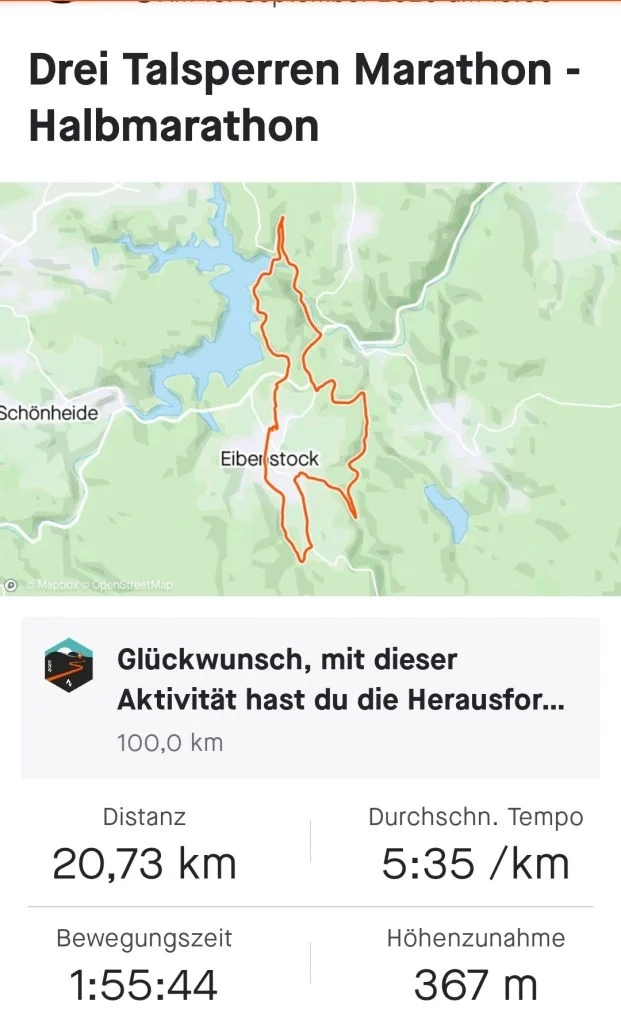 Drei Talsperren Marathon -
Halbmarathon
Schönheide
Eibenstock
© Mapbox © OpenStreetMap
Glückwunsch, mit dieser
Aktivität hast du die Herausfor...
100,0 km
Distanz
Durchschn. Tempo
20,73 km
5:35 /km
Bewegungszeit
Höhenzunahme
1:55:44
367 m